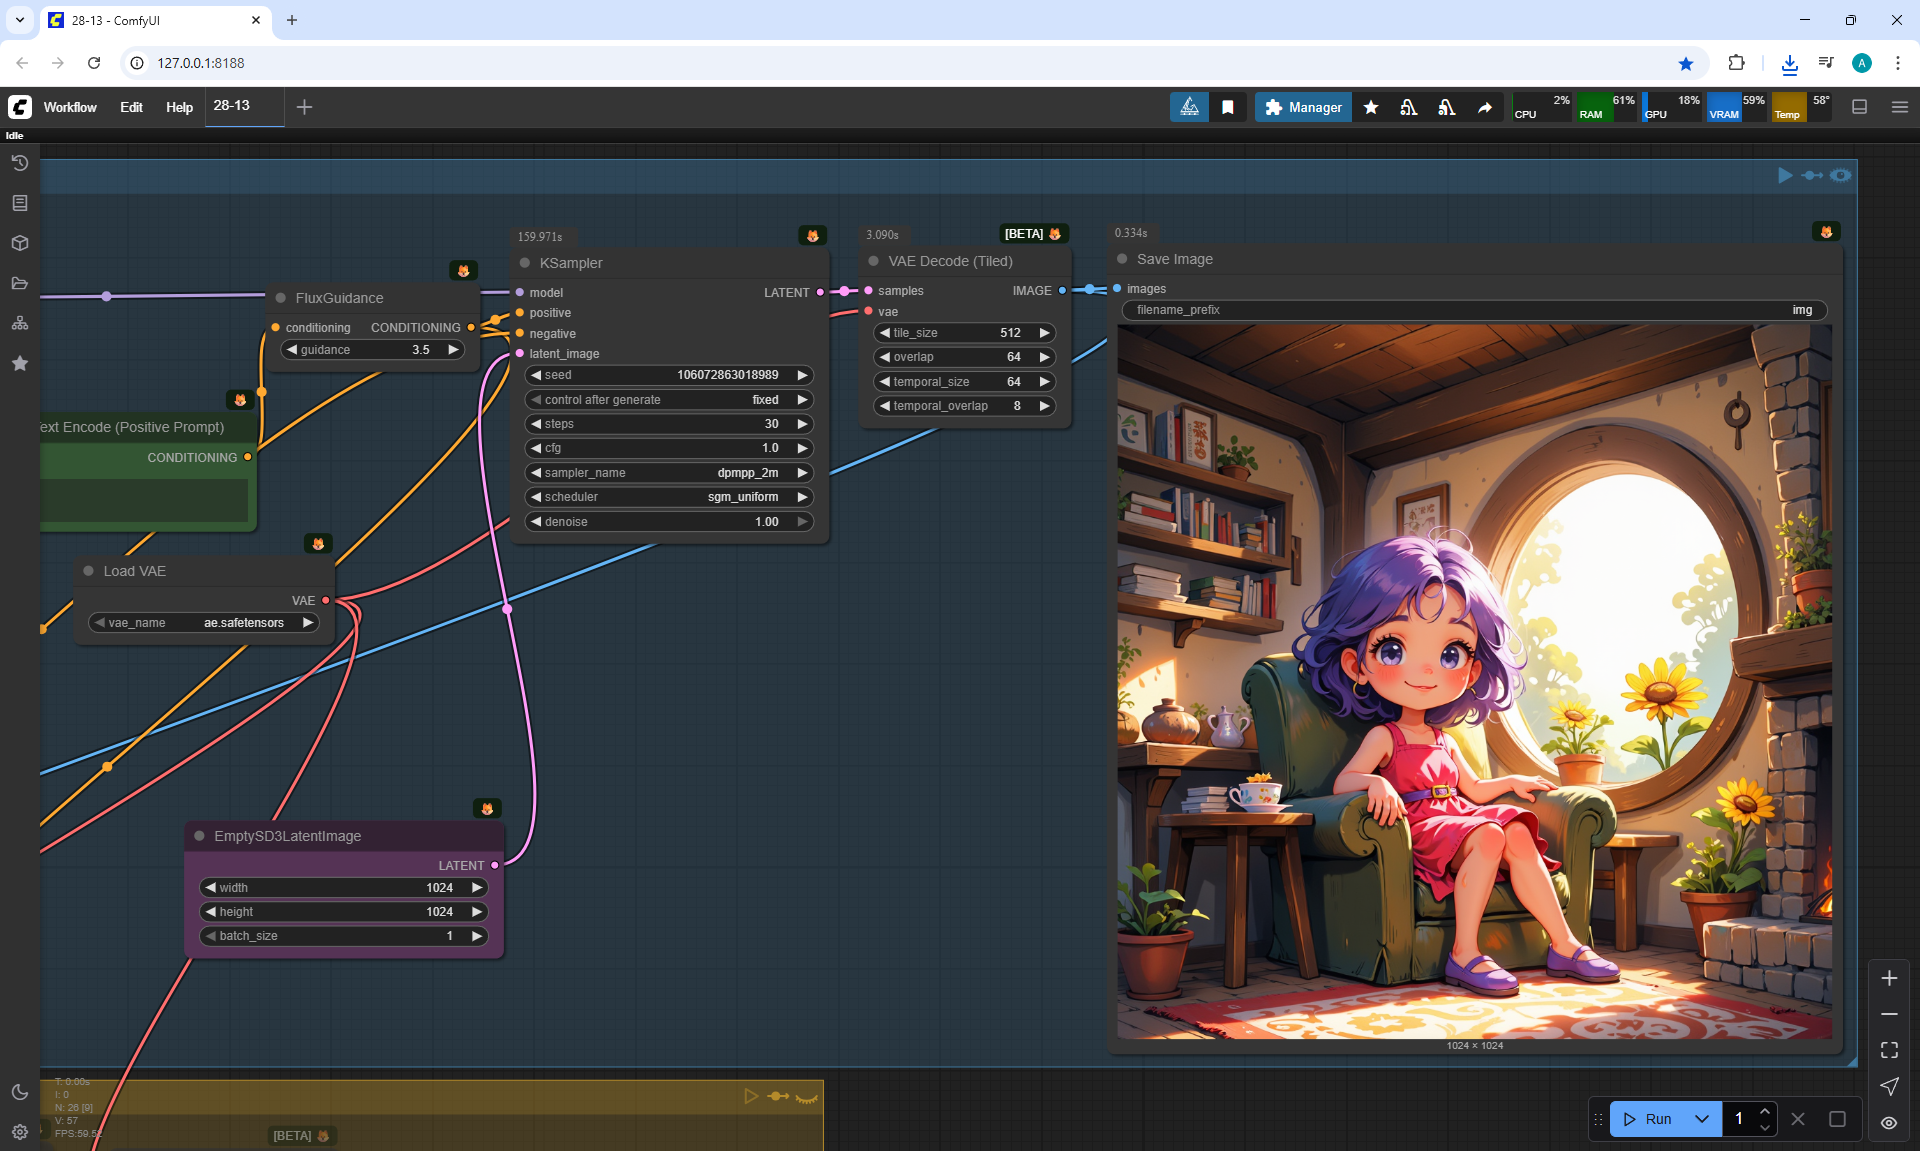 28-13 - ComfyUI
127.0.0.1:8188
A
Workflow Edit Help 28-13
Manager
CPU 2% RAM 61% GPU 18% VRAM 59% Temp 58°
Idle
159.971s
KSampler
model LATENT
positive
negative
latent_image
seed 106072863018989
control after generate fixed
steps 30
cfg 1.0
sampler_name dpmpp_2m
scheduler sgm_uniform
denoise 1.00
3.090s [BETA]
VAE Decode (Tiled)
samples IMAGE
vae
tile_size 512
overlap 64
temporal_size 64
temporal_overlap 8
0.334s
Save Image
images
filename_prefix img
1024 × 1024
FluxGuidance
conditioning CONDITIONING
guidance 3.5
ext Encode (Positive Prompt)
CONDITIONING
Load VAE
VAE
vae_name ae.safetensors
EmptySD3LatentImage
LATENT
width 1024
height 1024
batch_size 1
T: 0.00s
I: 0
N: 26 [9]
V: 57
[BETA]
Run 1